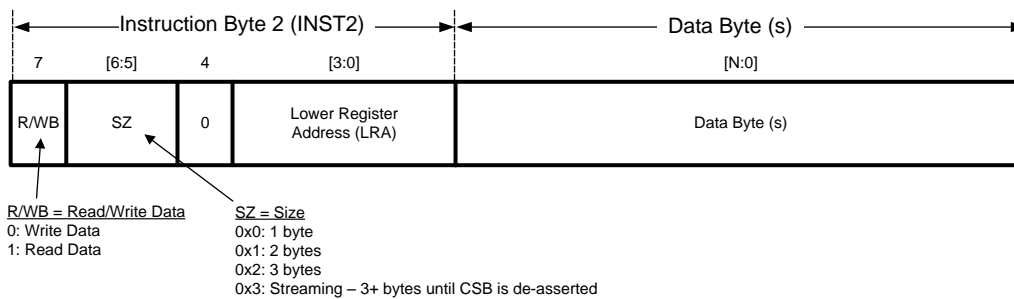 Instruction Byte 2 (INST2) Data Byte (s)
7 [6:5] 4 [3:0] [N:0]
R/WB SZ 0 Lower Register Address (LRA) Data Byte (s)
R/WB = Read/Write Data
0: Write Data
1: Read Data
SZ = Size
0x0: 1 byte
0x1: 2 bytes
0x2: 3 bytes
0x3: Streaming – 3+ bytes until CSB is de-asserted